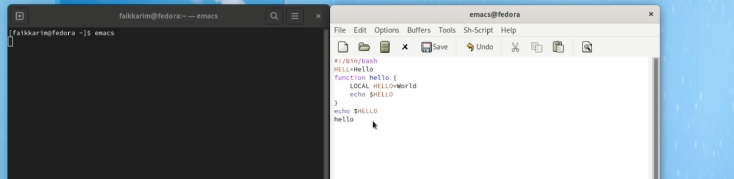 faikkarim@fedora:~ — emacs
[faikkarim@fedora ~]$ emacs
emacs@fedora
File Edit Options Buffers Tools Sh-Script Help
Save Undo
#!/bin/bash
HELL=Hello
function hello {
LOCAL HELLO=World
echo $HELLO
}
echo $HELLO
hello